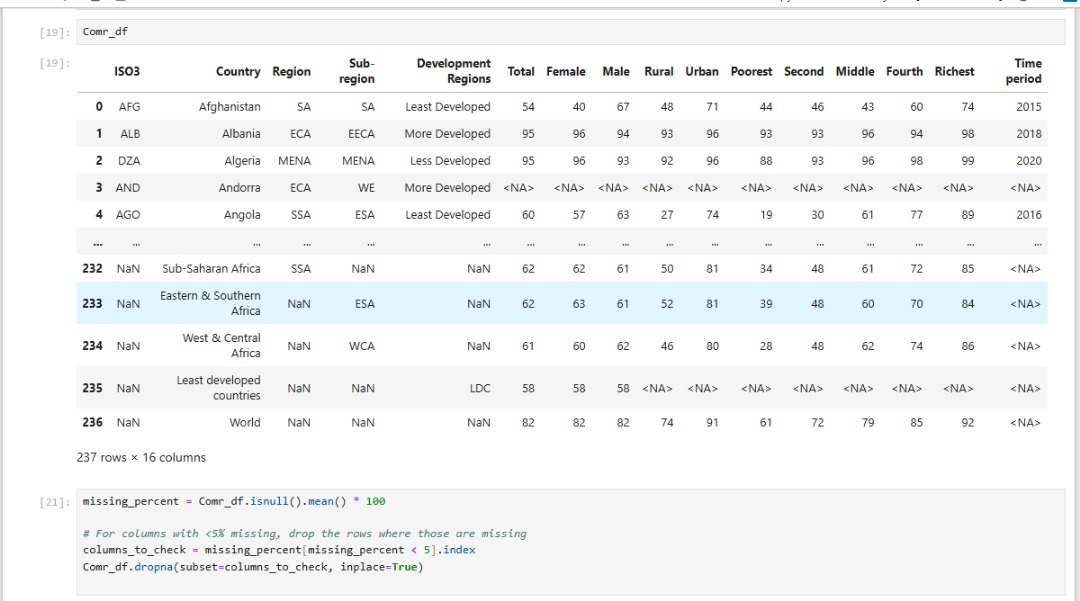 [19]: Comr_df
[19]: ISO3 Country Region Sub-region Development Regions Total Female Male Rural Urban Poorest Second Middle Fourth Richest Time period
0 AFG Afghanistan SA SA Least Developed 54 40 67 48 71 44 46 43 60 74 2015
1 ALB Albania ECA EECA More Developed 95 96 94 93 96 93 93 96 94 98 2018
2 DZA Algeria MENA MENA Less Developed 95 96 93 92 96 88 93 96 98 99 2020
3 AND Andorra ECA WE More Developed <NA> <NA> <NA> <NA> <NA> <NA> <NA> <NA> <NA> <NA> <NA>
4 AGO Angola SSA ESA Least Developed 60 57 63 27 74 19 30 61 77 89 2016
... ... ... ... ... ... ... ... ... ... ... ... ... ... ... ... ...
232 NaN Sub-Saharan Africa SSA NaN NaN 62 62 61 50 81 34 48 61 72 85 <NA>
233 NaN Eastern & Southern Africa NaN ESA NaN 62 63 61 52 81 39 48 60 70 84 <NA>
234 NaN West & Central Africa NaN WCA NaN 61 60 62 46 80 28 48 62 74 86 <NA>
235 NaN Least developed countries NaN NaN LDC 58 58 58 <NA> <NA> <NA> <NA> <NA> <NA> <NA> <NA>
236 NaN World NaN NaN NaN 82 82 82 74 91 61 72 79 85 92 <NA>
237 rows × 16 columns
[21]: missing_percent = Comr_df.isnull().mean() * 100
# For columns with <5% missing, drop the rows where those are missing
columns_to_check = missing_percent[missing_percent < 5].index
Comr_df.dropna(subset=columns_to_check, inplace=True)